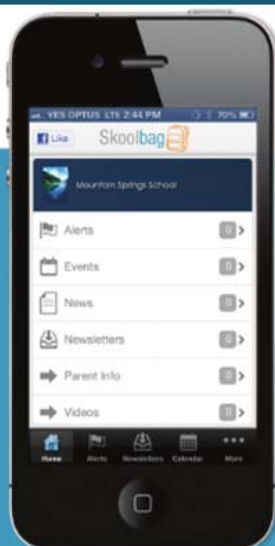 YES OPTUS LTE 2:44 PM 70%
Like Skoolbag
Mountain Springs School
Alerts 0
Events 0
News 0
Newsletters 0
Parent Info 0
Videos 0
Home Alerts Newsletters Calendar More